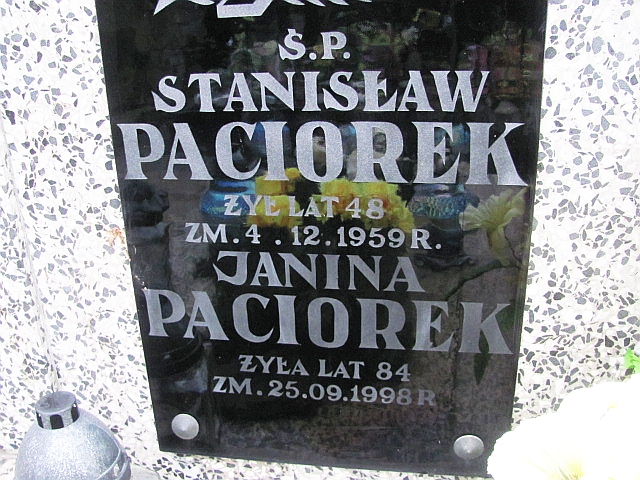 Ś.P.
STANISŁAW
PACIOREK
ŻYŁ LAT 48
ZM. 4 . 12. 1959 R.
JANINA
PACIOREK
ŻYŁA LAT 84
ZM. 25.09.1998 R